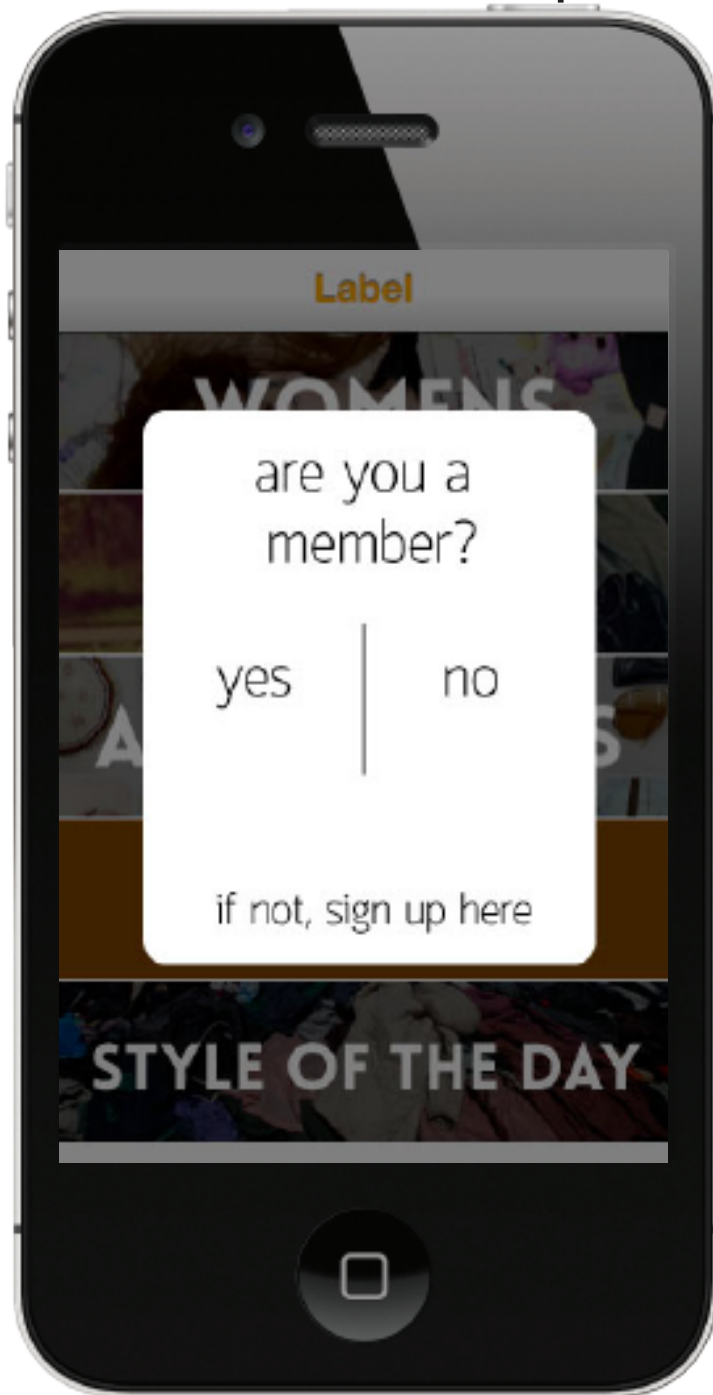 Label
WOMENS
are you a
member?
yes no
if not, sign up here
STYLE OF THE DAY